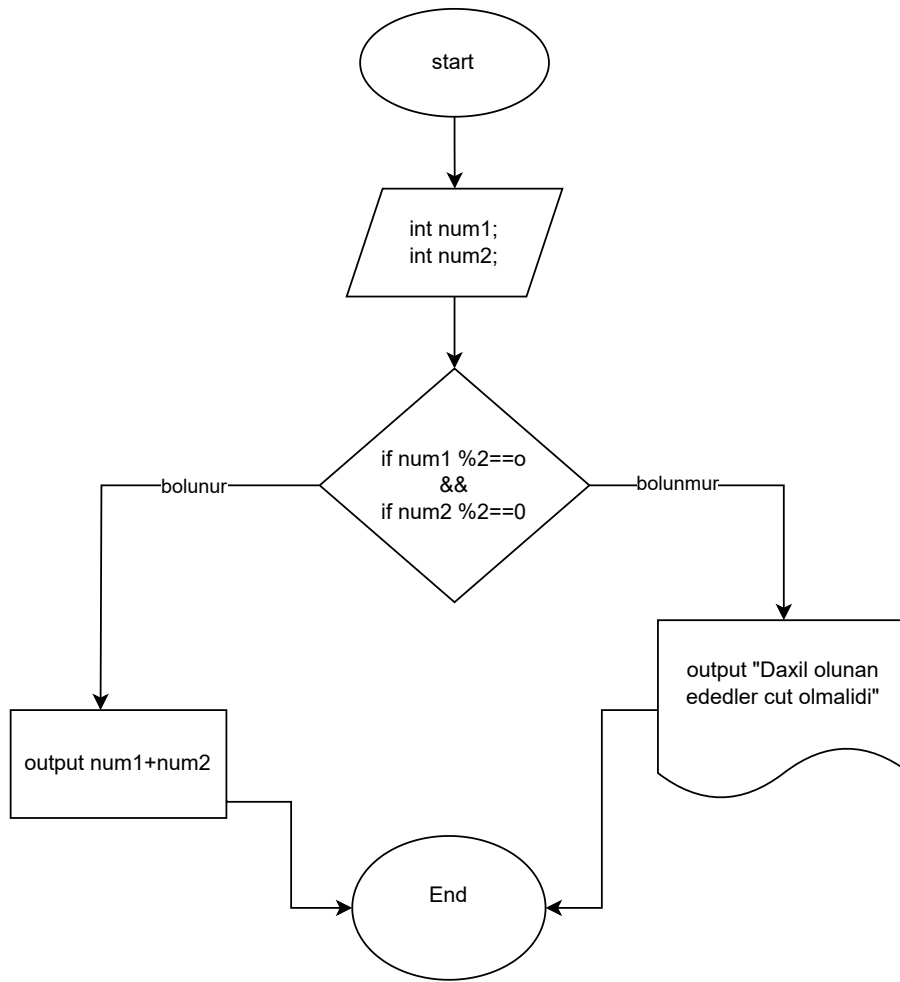 start
int num1;
int num2;
if num1 %2==o
&&
if num2 %2==0
bolunur
bolunmur
output "Daxil olunan
ededler cut olmalidi"
output num1+num2
End